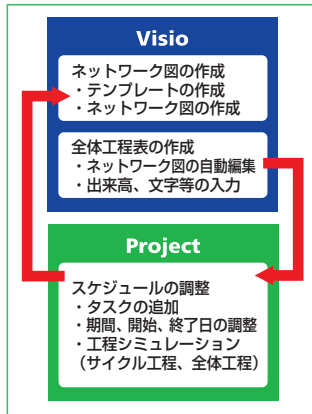 Visio
ネットワーク図の作成
・テンプレートの作成
・ネットワーク図の作成
全体工程表の作成
・ネットワーク図の自動編集
・出来高、文字等の入力
Project
スケジュールの調整
・タスクの追加
・期間、開始、終了日の調整
・工程シミュレーション
（サイクル工程、全体工程）